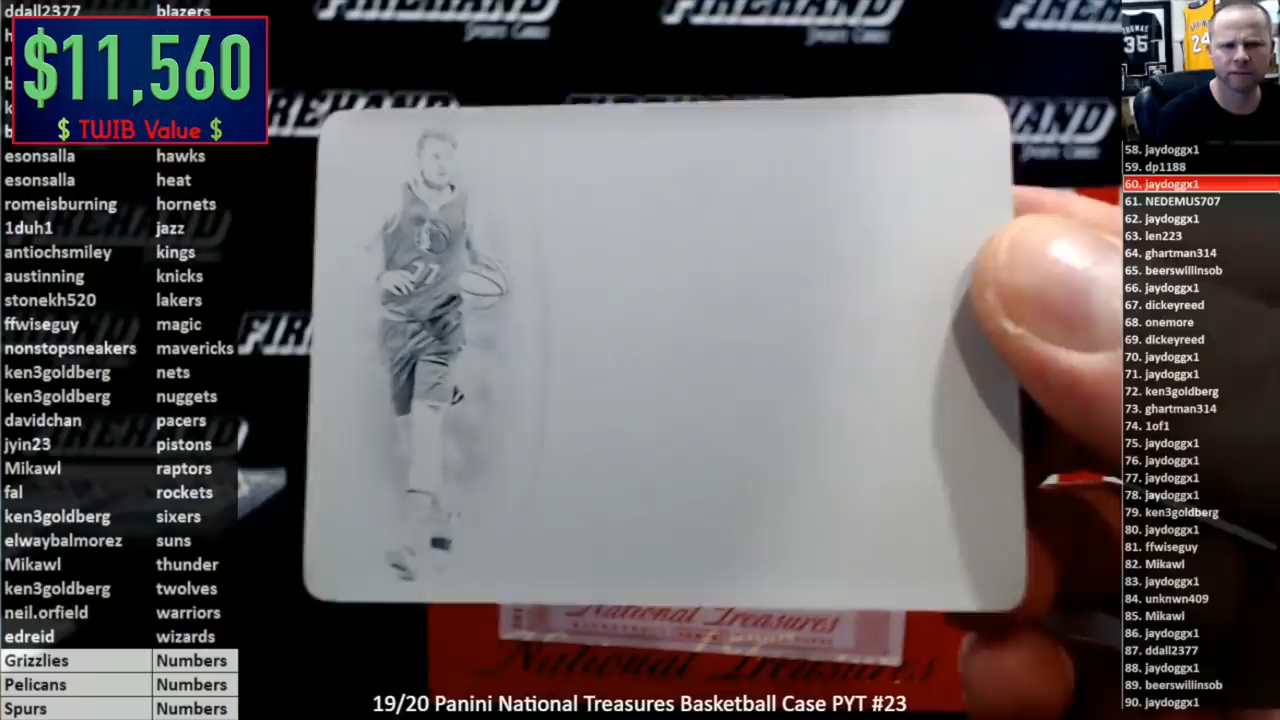 ddall2377 blazers
$11,560
$ TWIB Value $
esonsalla hawks
esonsalla heat
romeisburning hornets
1duh1 jazz
antiochsmiley kings
austinning knicks
stonekh520 lakers
ffwiseguy magic
nonstopsneakers mavericks
ken3goldberg nets
ken3goldberg nuggets
davidchan pacers
jyin23 pistons
Mikawl raptors
fal rockets
ken3goldberg sixers
elwaybalmorez suns
Mikawl thunder
ken3goldberg twolves
neil.orfield warriors
edreid wizards
Grizzlies Numbers
Pelicans Numbers
Spurs Numbers
FIREHAND
FIREHAND
77
National Treasures
National Treasures
19/20 Panini National Treasures Basketball Case PYT #23
35
24
58. jaydoggx1
59. dp1188
60. jaydoggx1
61. NEDEMUS707
62. jaydoggx1
63. len223
64. ghartman314
65. beerswillinsob
66. jaydoggx1
67. dickeyreed
68. onemore
69. dickeyreed
70. jaydoggx1
71. jaydoggx1
72. ken3goldberg
73. ghartman314
74. 1of1
75. jaydoggx1
76. jaydoggx1
77. jaydoggx1
78. jaydoggx1
79. ken3goldberg
80. jaydoggx1
81. ffwiseguy
82. Mikawl
83. jaydoggx1
84. unknwn409
85. Mikawl
86. jaydoggx1
87. ddall2377
88. jaydoggx1
89. beerswillinsob
90. jaydoggx1